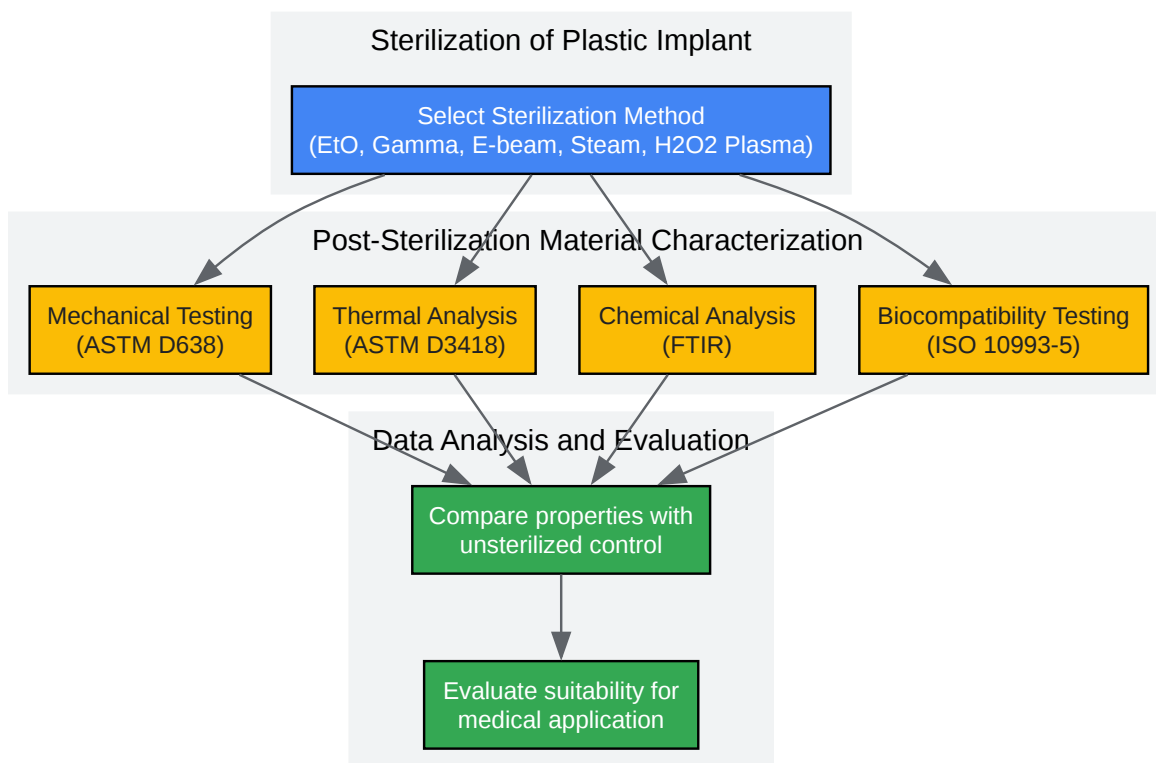 Sterilization of Plastic Implant
Select Sterilization Method
(EtO, Gamma, E-beam, Steam, H2O2 Plasma)
Post-Sterilization Material Characterization
Mechanical Testing
(ASTM D638)
Thermal Analysis
(ASTM D3418)
Chemical Analysis
(FTIR)
Biocompatibility Testing
(ISO 10993-5)
Data Analysis and Evaluation
Compare properties with
unsterilized control
Evaluate suitability for
medical application